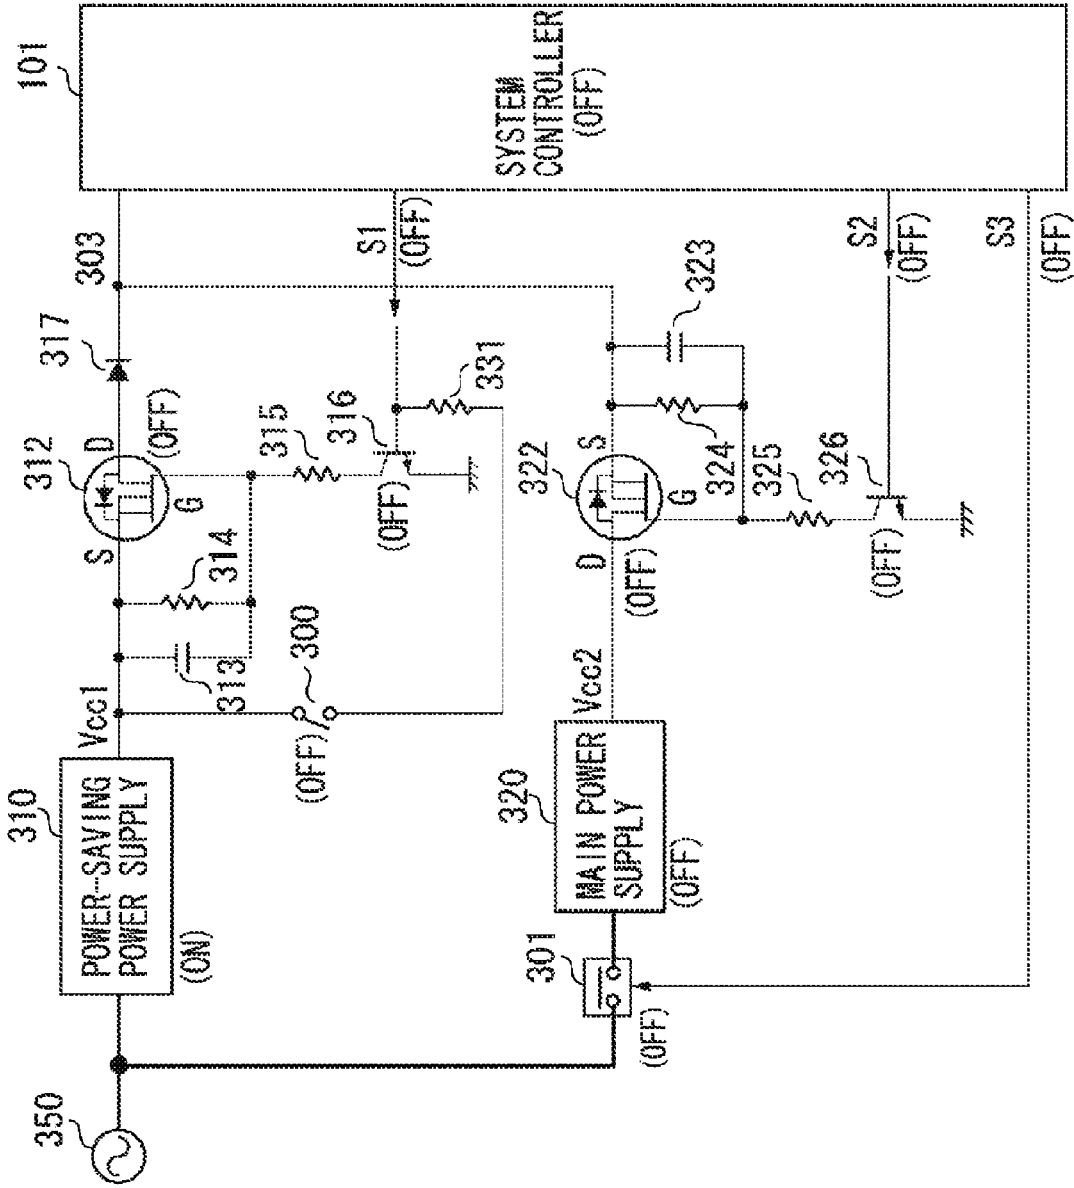 350
310
POWER-SAVING
POWER SUPPLY
(ON)
Vcc1
313
314
300
(OFF)
312
S
D
G
(OFF)
317
303
315
316
(OFF)
331
S1
(OFF)
101
SYSTEM
CONTROLLER
(OFF)
301
(OFF)
320
MAIN POWER
SUPPLY
(OFF)
Vcc2
322
D
S
G
(OFF)
323
324
325
326
(OFF)
S2
(OFF)
S3
(OFF)